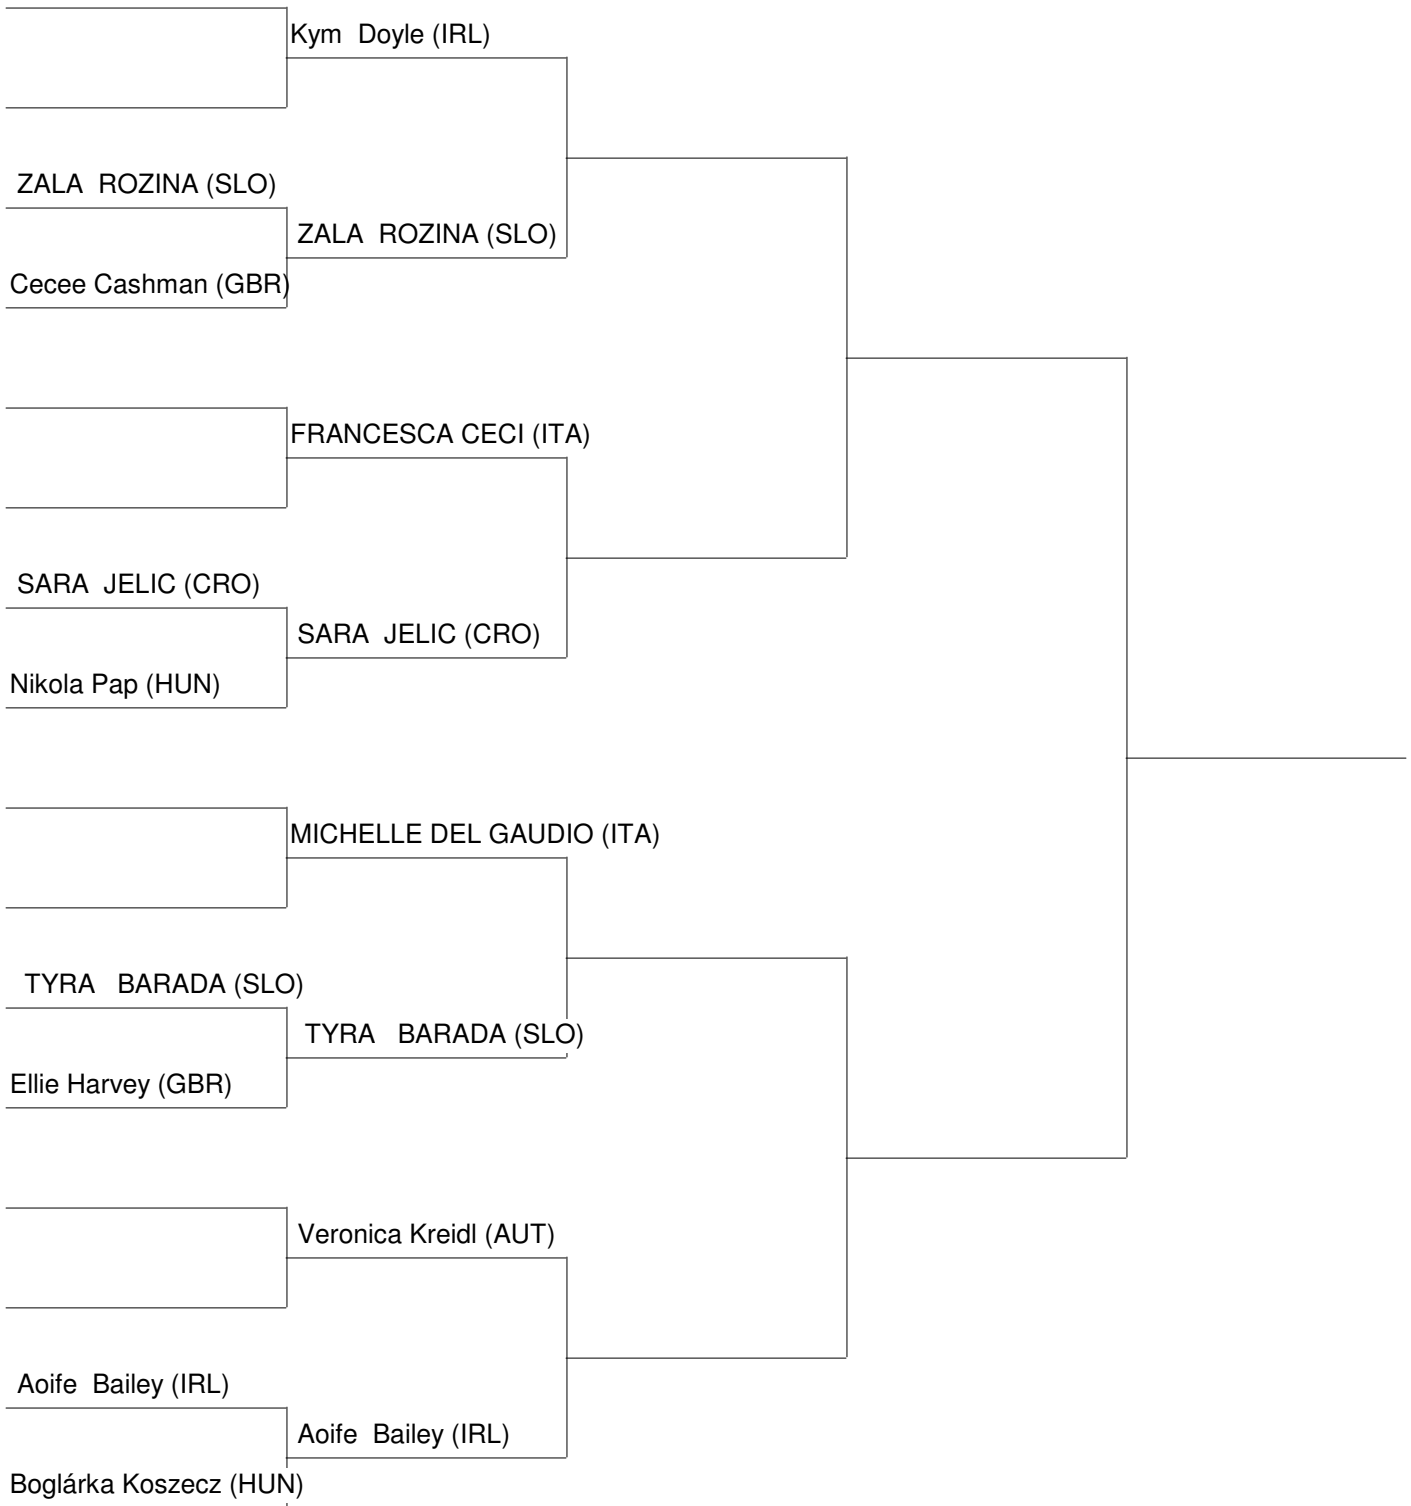 Kym Doyle (IRL)
ZALA ROZINA (SLO)
ZALA ROZINA (SLO)
Cecee Cashman (GBR)
FRANCESCA CECI (ITA)
SARA JELIC (CRO)
SARA JELIC (CRO)
Nikola Pap (HUN)
MICHELLE DEL GAUDIO (ITA)
TYRA BARADA (SLO)
TYRA BARADA (SLO)
Ellie Harvey (GBR)
Veronica Kreidl (AUT)
Aoife Bailey (IRL)
Aoife Bailey (IRL)
Boglárka Koszecz (HUN)